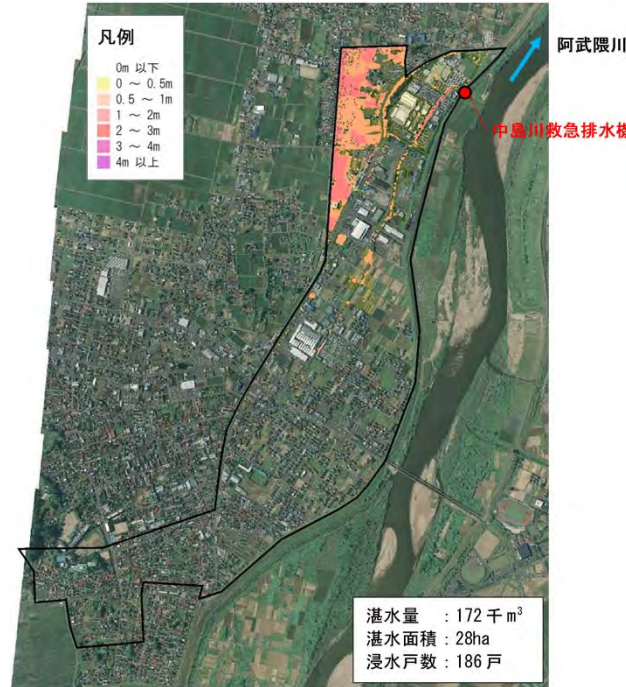 凡例
0m 以下
0 ～ 0.5m
0.5 ～ 1m
1 ～ 2m
2 ～ 3m
3 ～ 4m
4m 以上
阿武隈川
中島川救急排水機
湛水量 ：172 千 m³
湛水面積：28ha
浸水戸数：186 戸